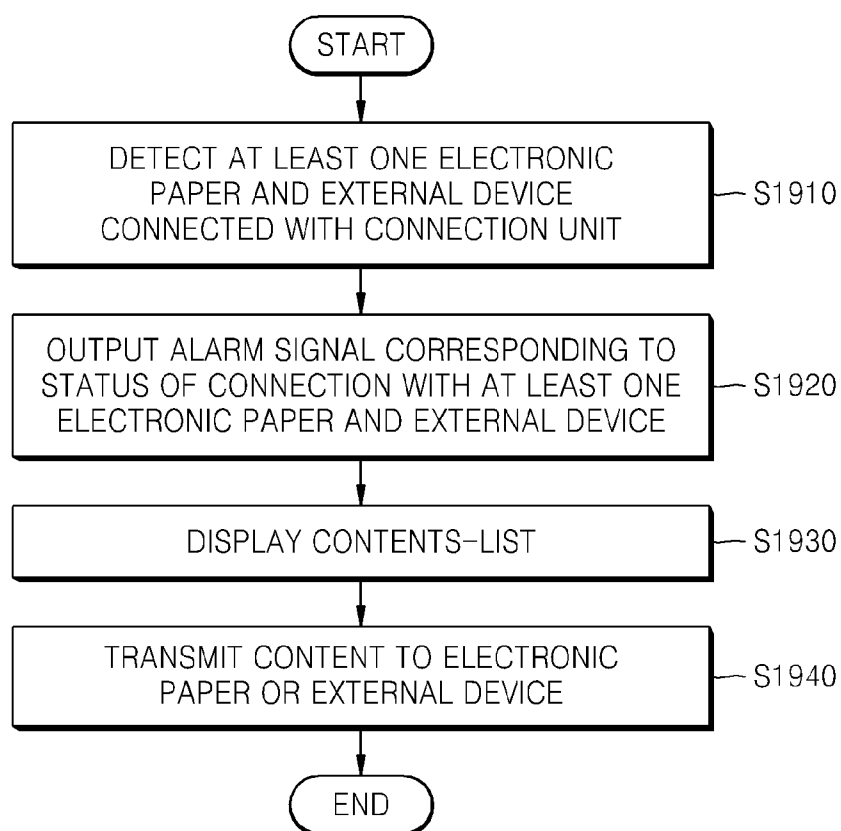 START
DETECT AT LEAST ONE ELECTRONIC
PAPER AND EXTERNAL DEVICE
CONNECTED WITH CONNECTION UNIT
S1910
OUTPUT ALARM SIGNAL CORRESPONDING TO
STATUS OF CONNECTION WITH AT LEAST ONE
ELECTRONIC PAPER AND EXTERNAL DEVICE
S1920
DISPLAY CONTENTS-LIST
S1930
TRANSMIT CONTENT TO ELECTRONIC
PAPER OR EXTERNAL DEVICE
S1940
END